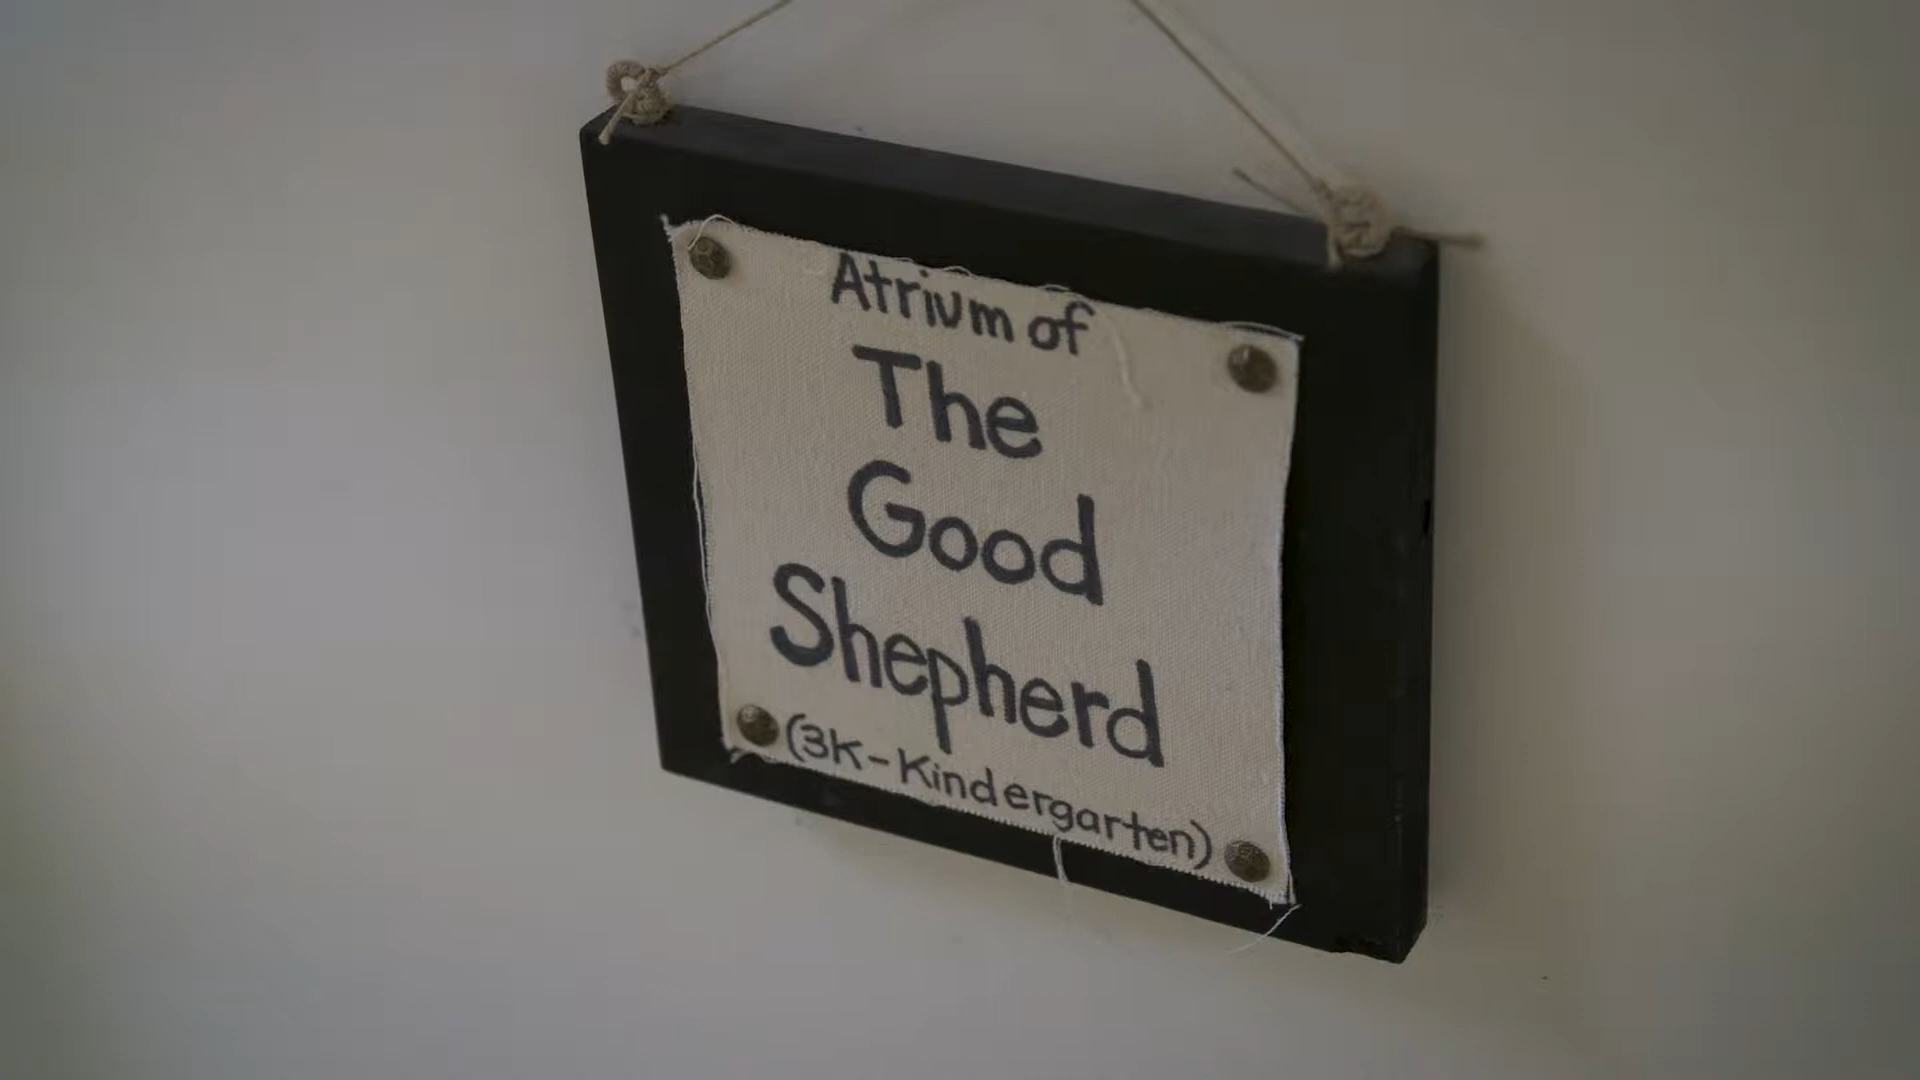 Atrium of
The
Good
Shepherd
(3K-Kindergarten)